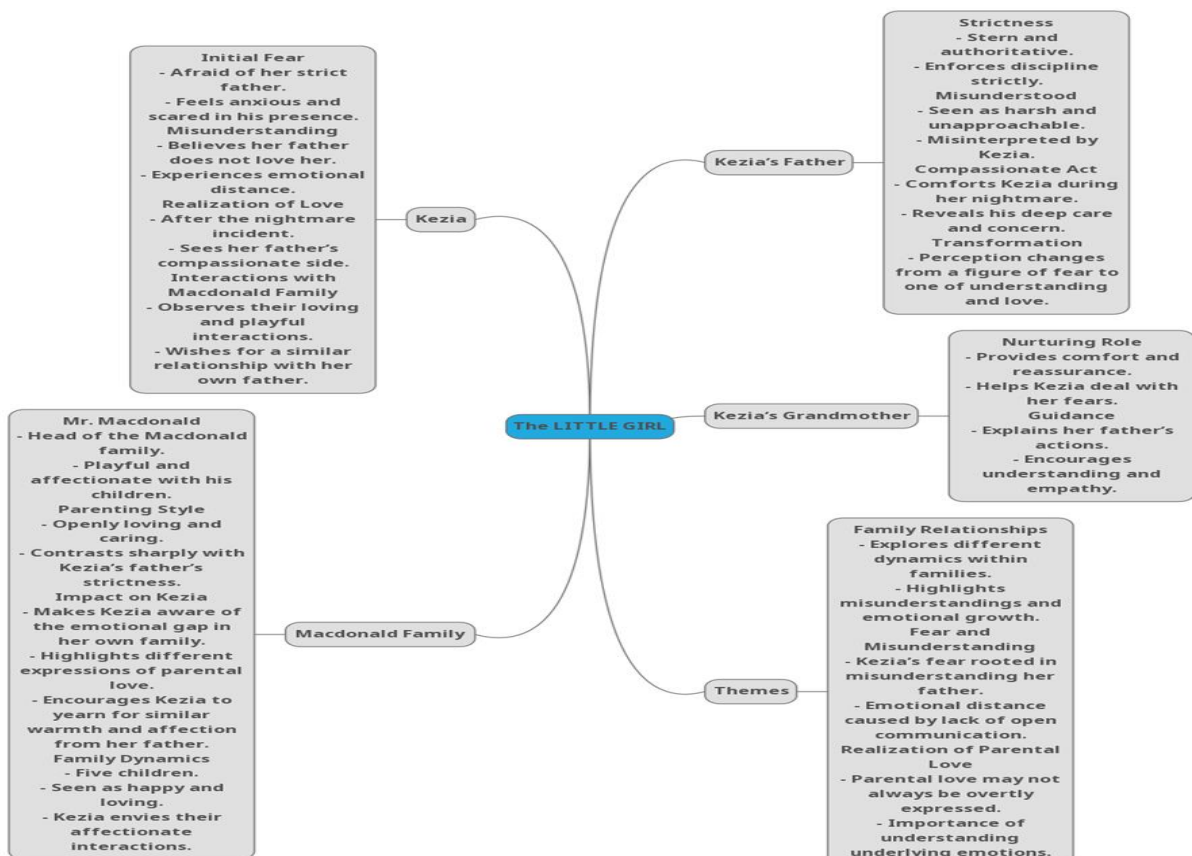 The LITTLE GIRL
Kezia
Initial Fear
- Afraid of her strict
father.
- Feels anxious and
scared in his presence.
Misunderstanding
- Believes her father
does not love her.
- Experiences emotional
distance.
Realization of Love
- After the nightmare
incident.
- Sees her father's
compassionate side.
Interactions with
Macdonald Family
- Observes their loving
and playful
interactions.
- Wishes for a similar
relationship with her
own father.
Macdonald Family
Mr. Macdonald
- Head of the Macdonald
family.
- Playful and
affectionate with his
children.
Parenting Style
- Openly loving and
caring.
- Contrasts sharply with
Kezia's father's
strictness.
Impact on Kezia
- Makes Kezia aware of
the emotional gap in
her own family.
- Highlights different
expressions of parental
love.
- Encourages Kezia to
yearn for similar
warmth and affection
from her father.
Family Dynamics
- Five children.
- Seen as happy and
loving.
- Kezia envies their
affectionate
interactions.
Kezia's Father
Strictness
- Stern and
authoritative.
- Enforces discipline
strictly.
Misunderstood
- Seen as harsh and
unapproachable.
- Misinterpreted by
Kezia.
Compassionate Act
- Comforts Kezia during
her nightmare.
- Reveals his deep care
and concern.
Transformation
- Perception changes
from a figure of fear to
one of understanding
and love.
Kezia's Grandmother
Nurturing Role
- Provides comfort and
reassurance.
- Helps Kezia deal with
her fears.
Guidance
- Explains her father's
actions.
- Encourages
understanding and
empathy.
Themes
Family Relationships
- Explores different
dynamics within
families.
- Highlights
misunderstandings and
emotional growth.
Fear and
Misunderstanding
- Kezia's fear rooted in
misunderstanding her
father.
- Emotional distance
caused by lack of open
communication.
Realization of Parental
Love
- Parental love may not
always be overtly
expressed.
- Importance of
understanding
underlying emotions.